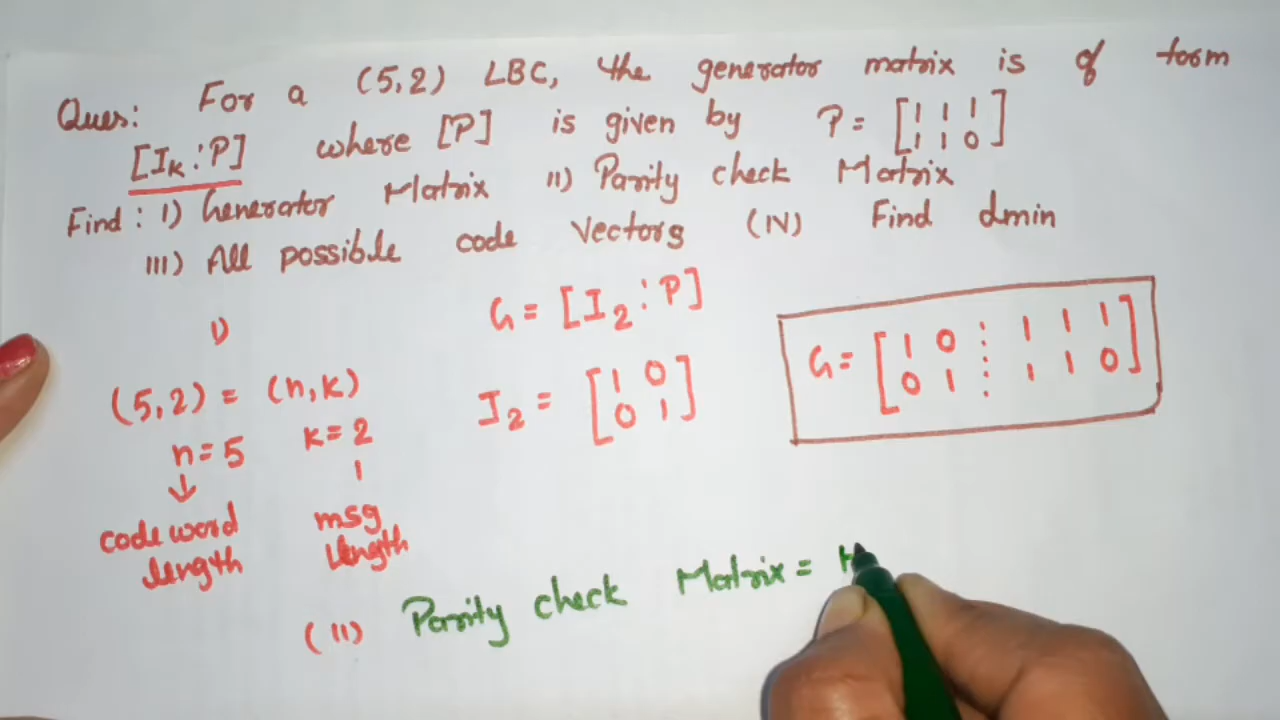 Ques: For a (5,2) LBC, the generator matrix is of form
[Iₖ : P] where [P] is given by P = [1 1 1
1 1 0]
Find : I) Generator Matrix II) Parity check Matrix
III) All possible code vectors (IV) Find dmin
I)
G = [I₂ : P]
(5,2) = (n,k)
n = 5 k = 2
↓
codeword length
msg length
I₂ = [1 0
0 1]
G = [1 0 : 1 1 1
0 1 : 1 1 0]
(II) Parity check Matrix =